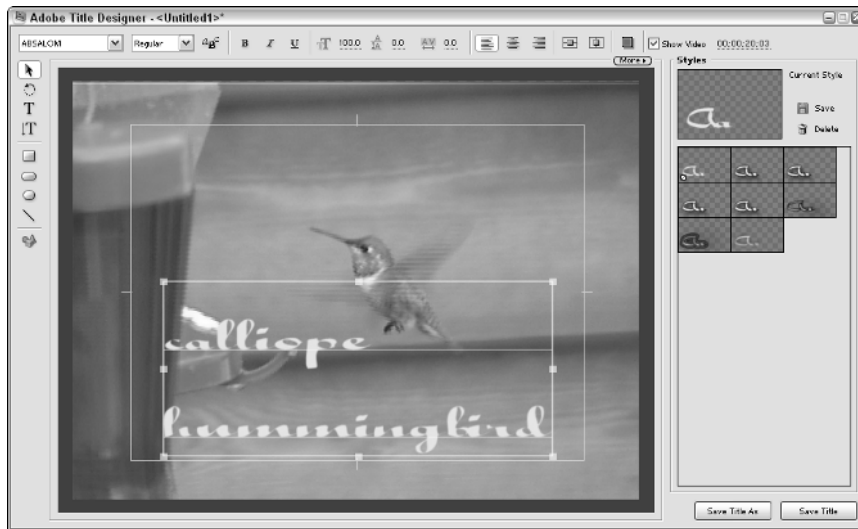 Adobe Title Designer - <Untitled1>*
ABSALOM Regular B I U 100.0 0.0 0.0 Show Video 00;00;20;03
More
Styles
Current Style
Save
Delete
T
T
a.
a. a. a.
a. a. a.
a. a.
calliope
hummingbird
Save Title As Save Title